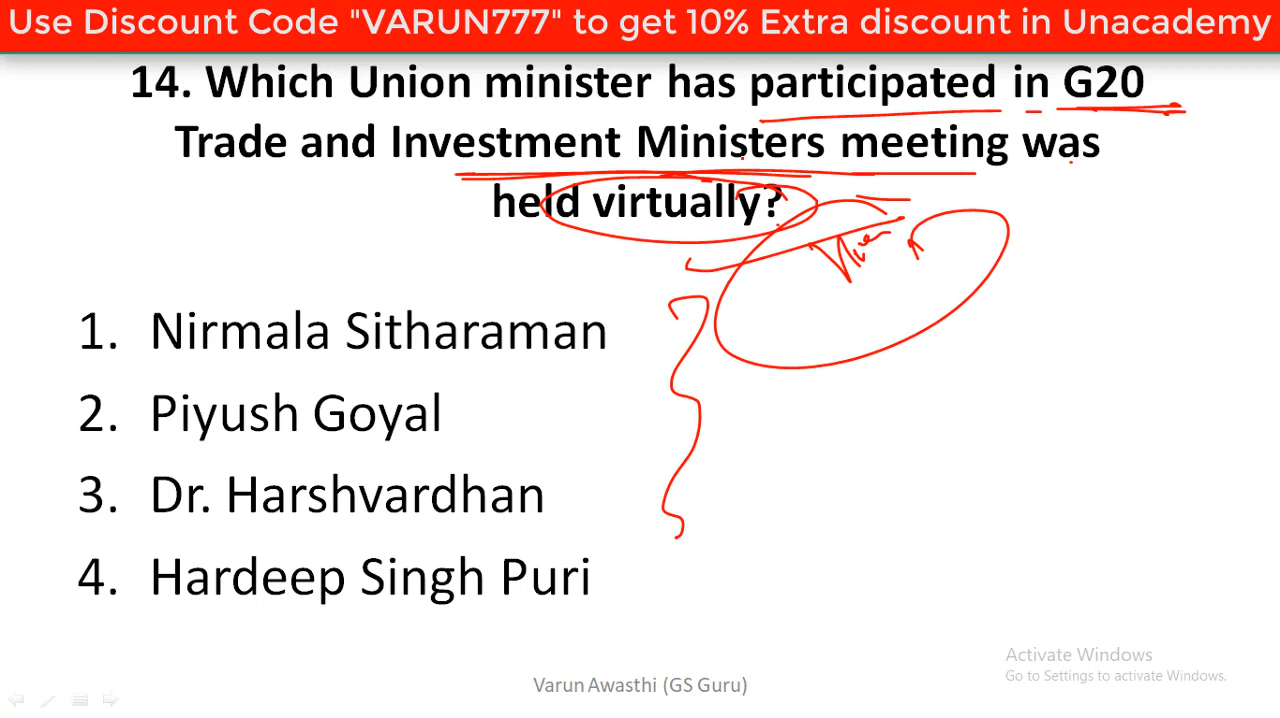 Use Discount Code "VARUN777" to get 10% Extra discount in Unacademy
14. Which Union minister has participated in G20
Trade and Investment Ministers meeting was
held virtually?
1. Nirmala Sitharaman
2. Piyush Goyal
3. Dr. Harshvardhan
4. Hardeep Singh Puri
Activate Windows
Go to Settings to activate Windows.
Varun Awasthi (GS Guru)